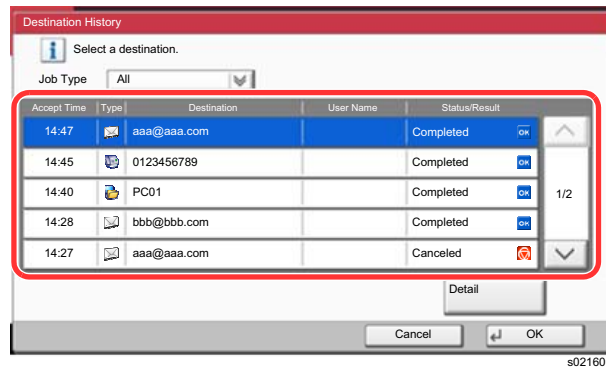 Destination History
i Select a destination.
Job Type All
Accept Time Type Destination User Name Status/Result
14:47 aaa@aaa.com Completed OK
14:45 0123456789 Completed OK
14:40 PC01 Completed OK
1/2
14:28 bbb@bbb.com Completed OK
14:27 aaa@aaa.com Canceled
Detail
Cancel OK
s02160